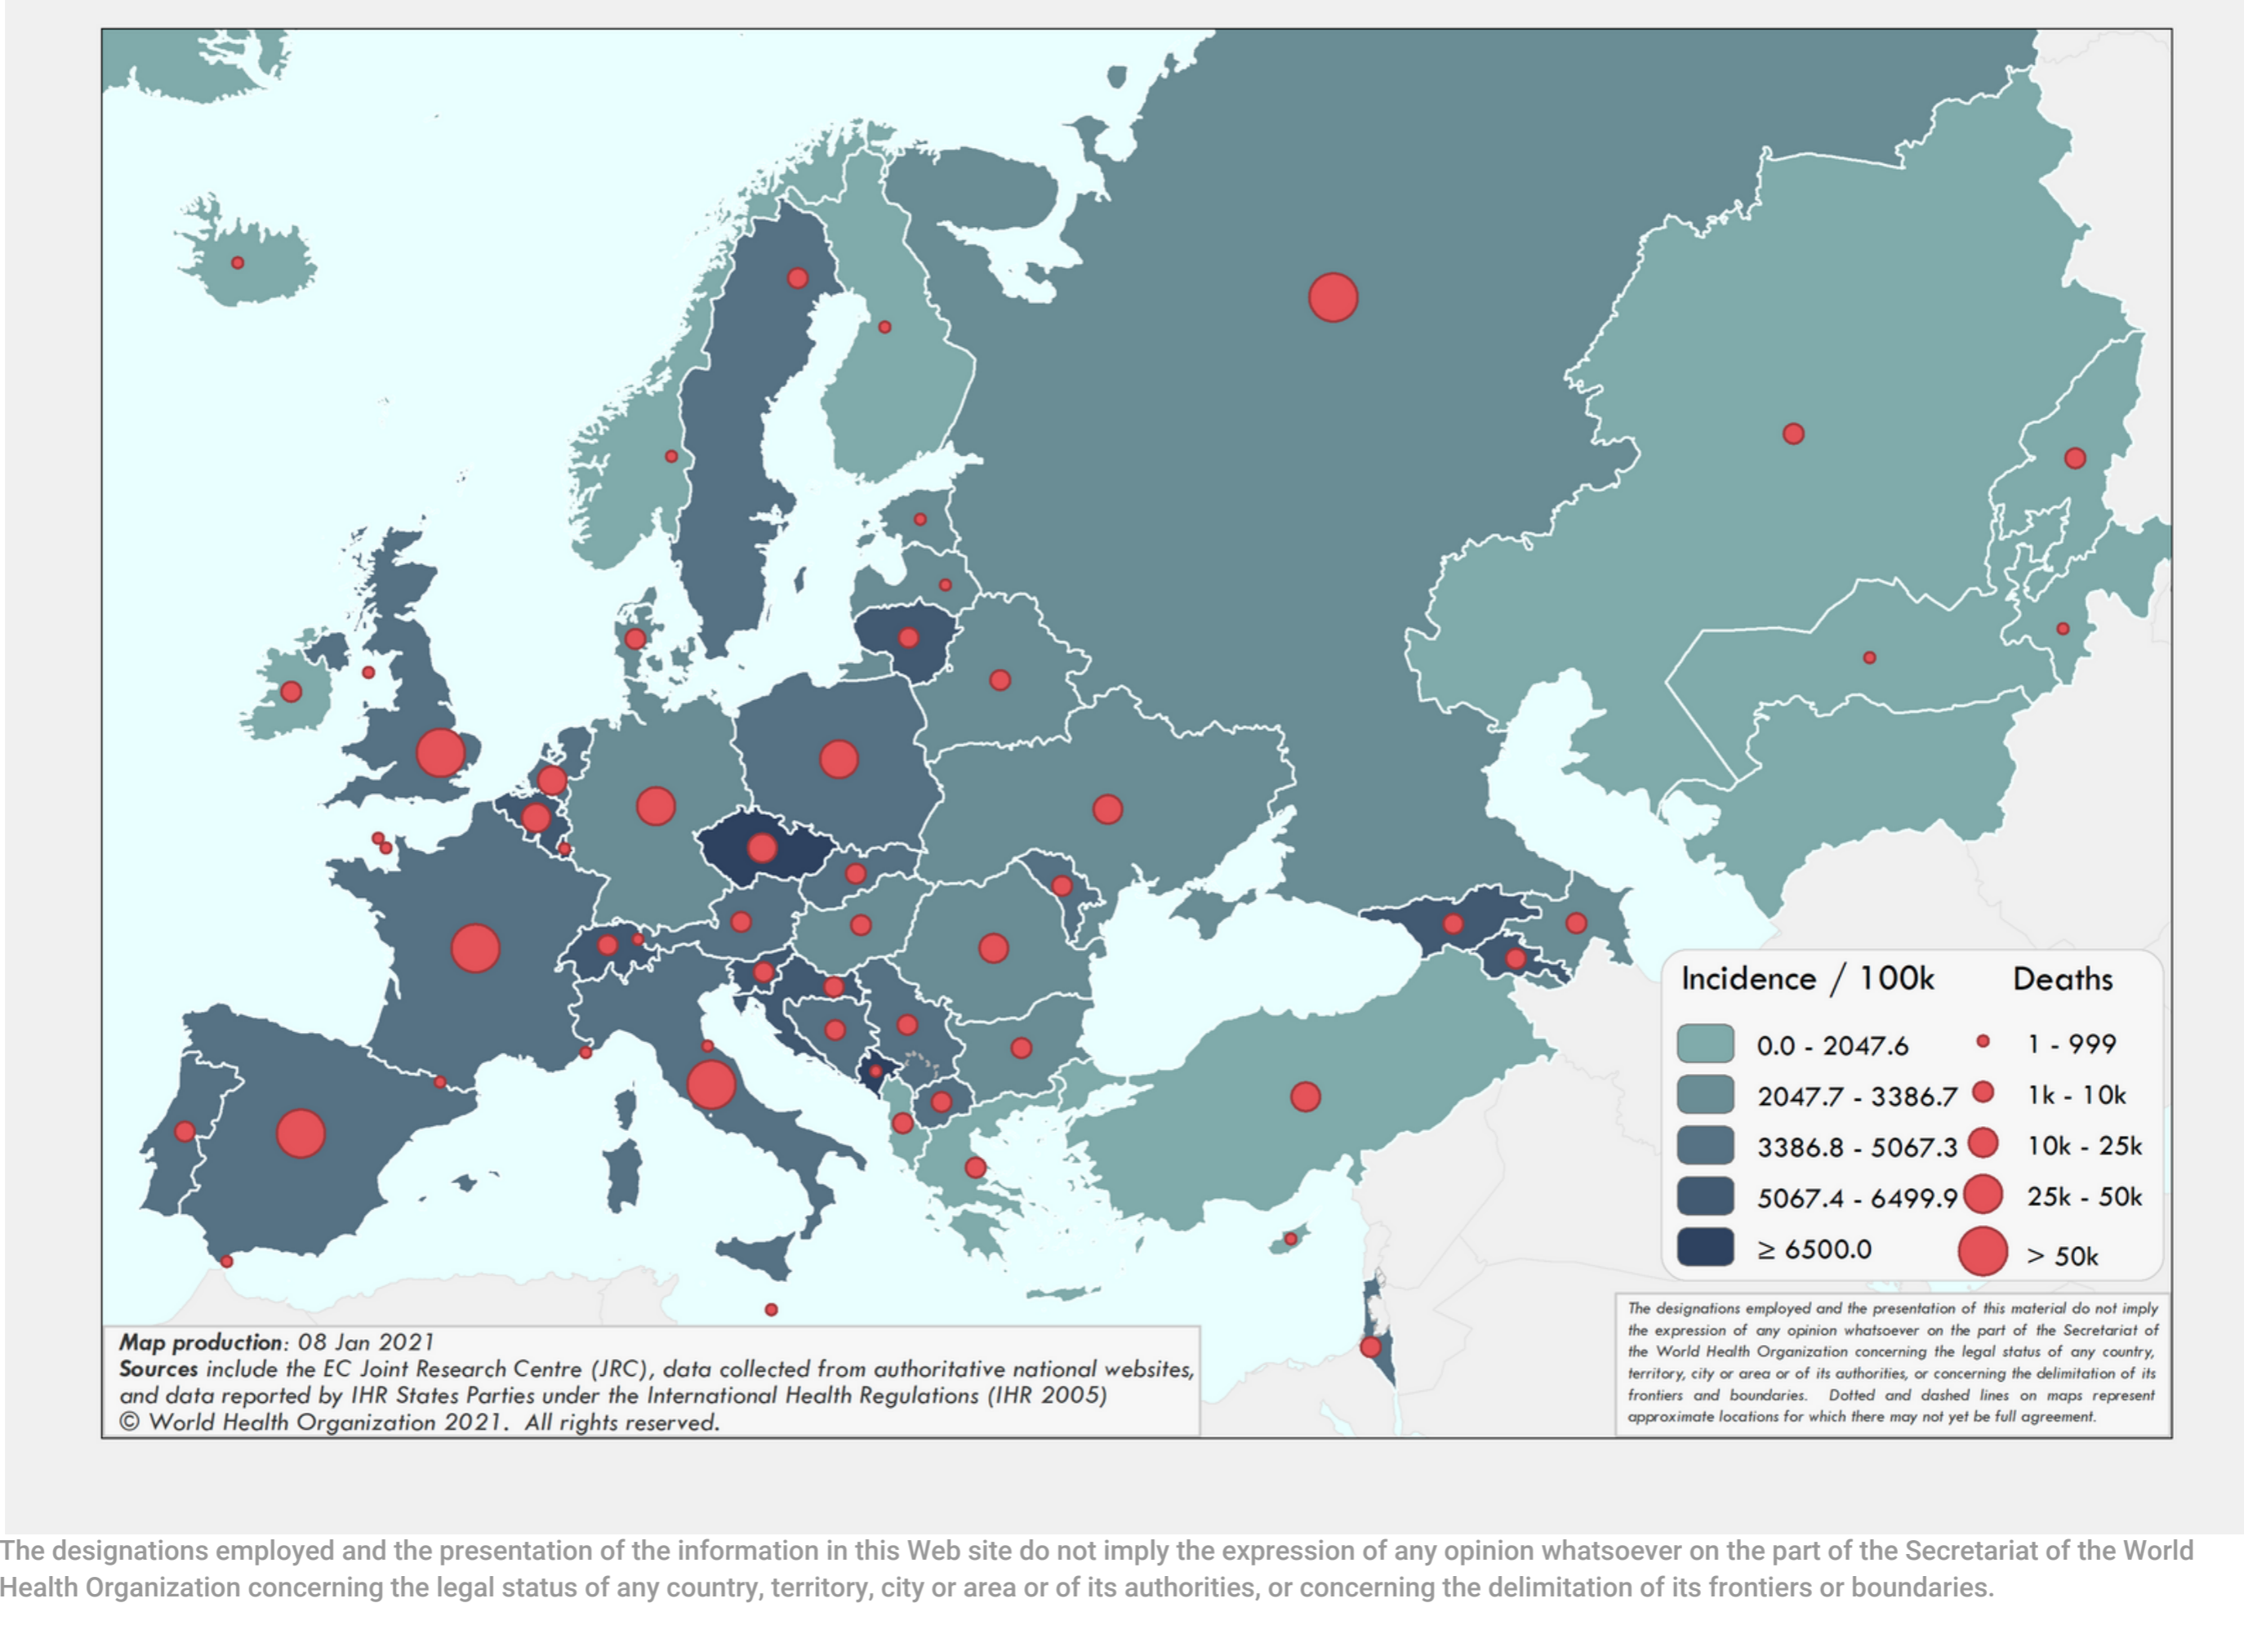 Incidence / 100k Deaths
0.0 - 2047.6 1 - 999
2047.7 - 3386.7 1k - 10k
3386.8 - 5067.3 10k - 25k
5067.4 - 6499.9 25k - 50k
≥ 6500.0 > 50k
Map production: 08 Jan 2021
Sources include the EC Joint Research Centre (JRC), data collected from authoritative national websites,
and data reported by IHR States Parties under the International Health Regulations (IHR 2005)
© World Health Organization 2021. All rights reserved.
The designations employed and the presentation of this material do not imply
the expression of any opinion whatsoever on the part of the Secretariat of
the World Health Organization concerning the legal status of any country,
territory, city or area or of its authorities, or concerning the delimitation of its
frontiers and boundaries. Dotted and dashed lines on maps represent
approximate locations for which there may not yet be full agreement.
The designations employed and the presentation of the information in this Web site do not imply the expression of any opinion whatsoever on the part of the Secretariat of the World
Health Organization concerning the legal status of any country, territory, city or area or of its authorities, or concerning the delimitation of its frontiers or boundaries.